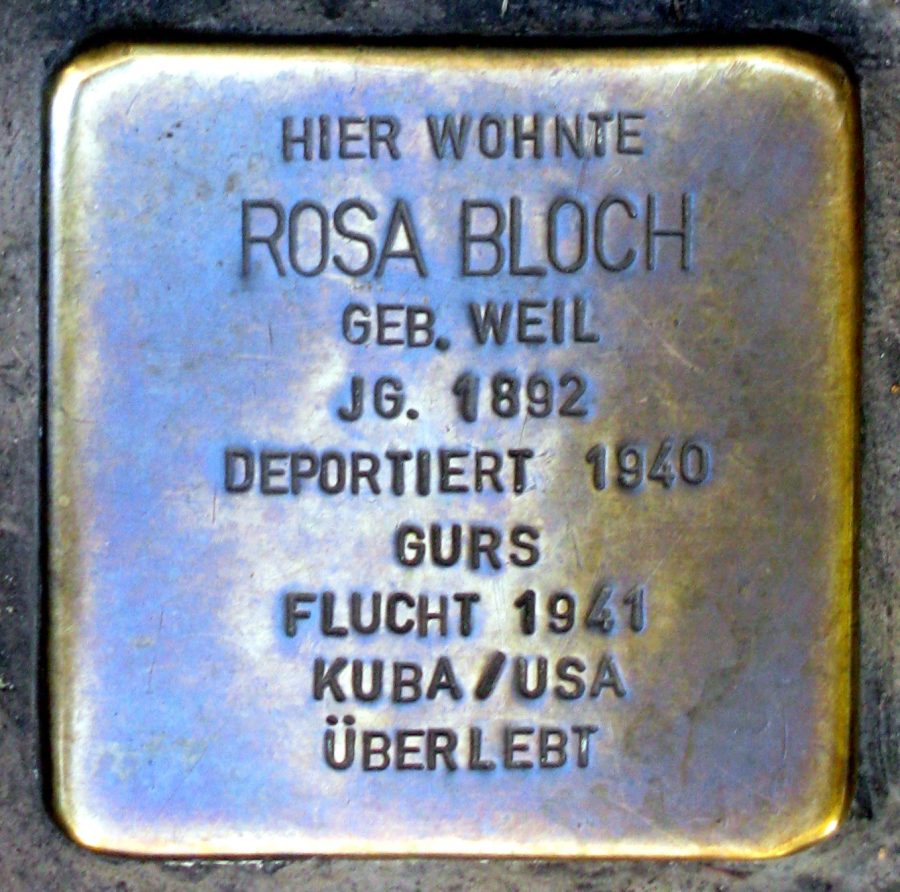 HIER WOHNTE
ROSA BLOCH
GEB. WEIL
JG. 1892
DEPORTIERT 1940
GURS
FLUCHT 1941
KUBA/USA
ÜBERLEBT